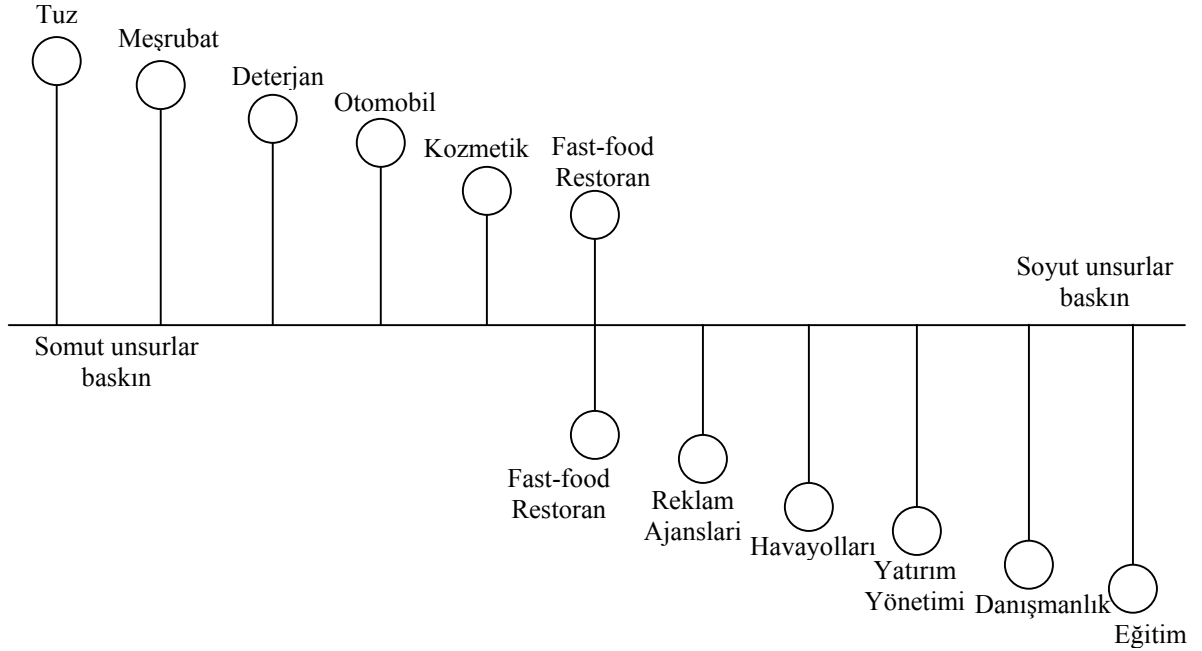 Tuz
Meşrubat
Deterjan
Otomobil
Kozmetik
Fast-food
Restoran
Soyut unsurlar
baskın
Somut unsurlar
baskın
Fast-food
Restoran
Reklam
Ajanslari
Havayolları
Yatırım
Yönetimi
Danışmanlık
Eğitim